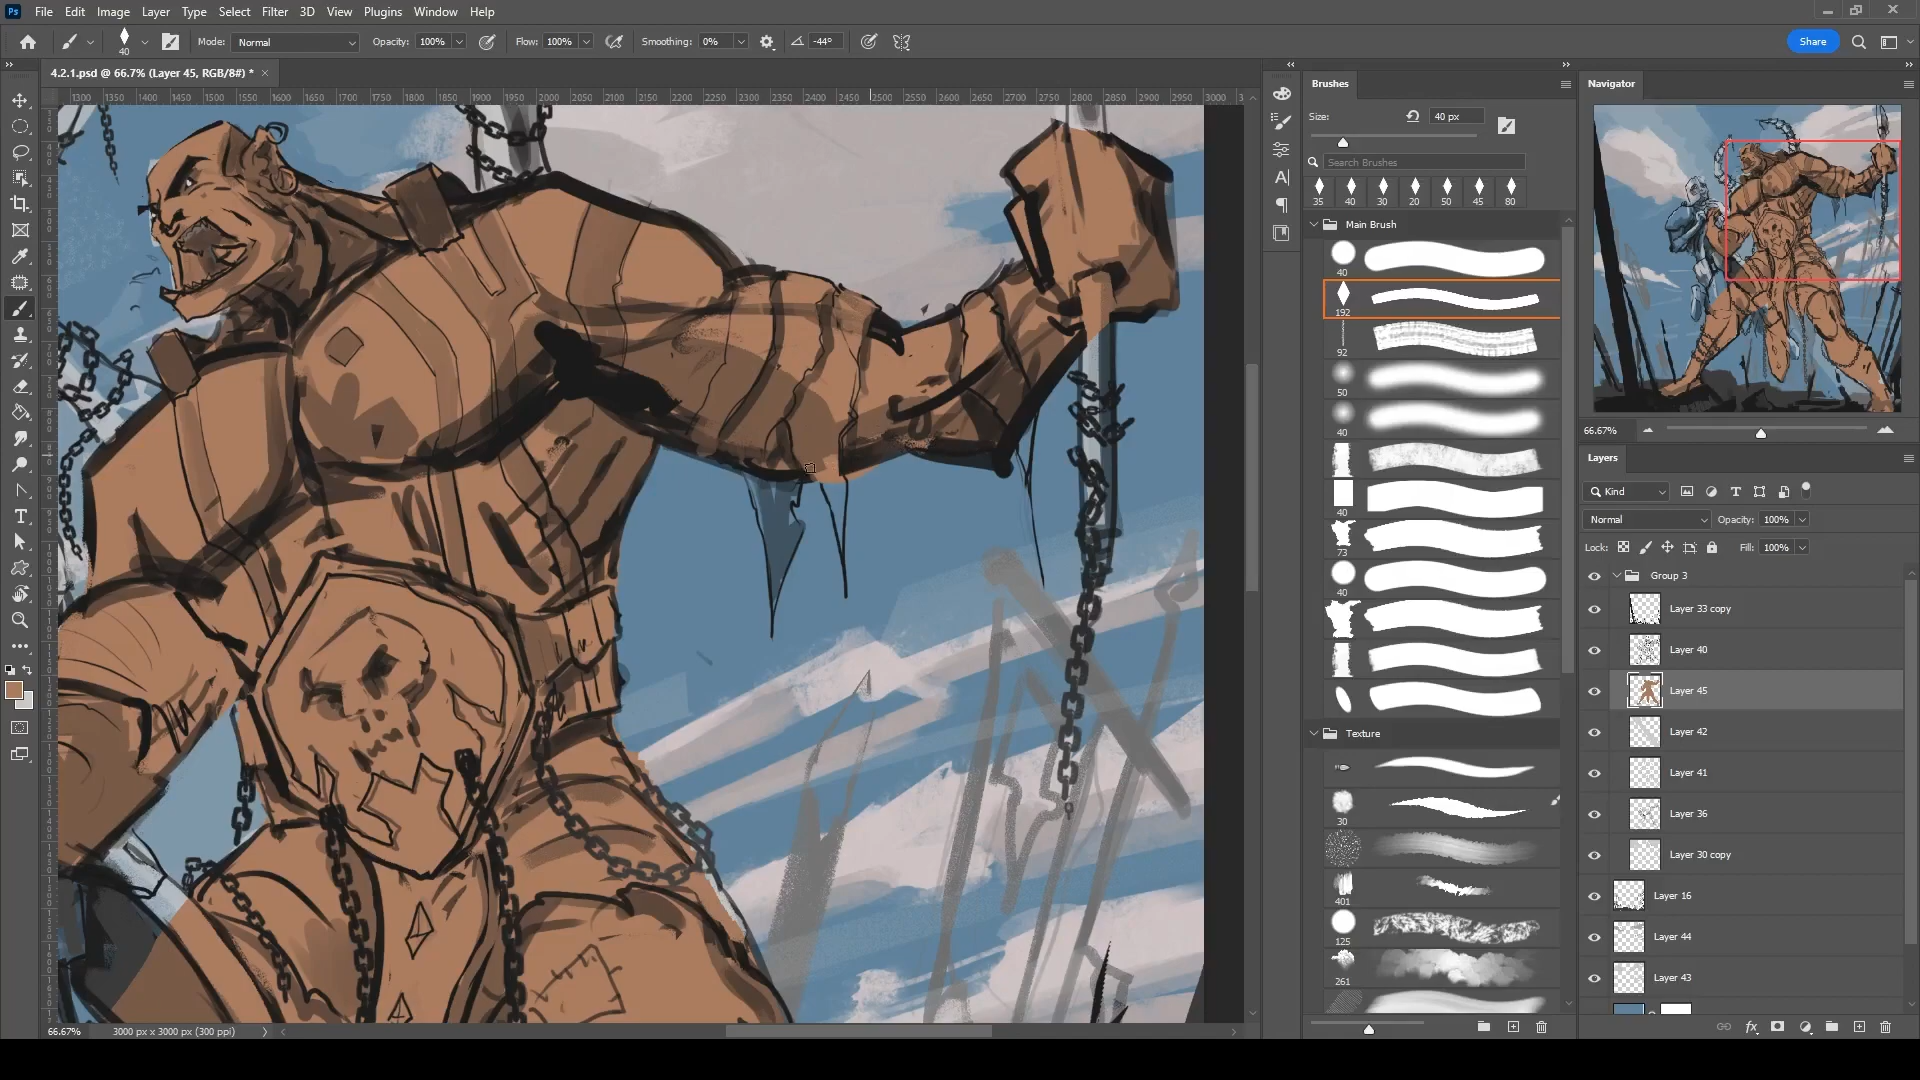 Ps File Edit Image Layer Type Select Filter 3D View Plugins Window Help
40 Mode: Normal Opacity: 100% Flow: 100% Smoothing: 0% -44° Share
4.2.1.psd @ 66.7% (Layer 45, RGB/8#) * ×
1300 1350 1400 1450 1500 1550 1600 1650 1700 1750 1800 1850 1900 1950 2000 2050 2100 2150 2200 2250 2300 2350 2400 2450 2500 2550 2600 2650 2700 2750 2800 2850 2900 2950 3000
Brushes
Size: 40 px
Search Brushes
35 40 30 20 50 45 80
Main Brush
40
192
92
50
40
40
73
40
Texture
30
401
125
261
Navigator
66.67%
Layers
Kind
Normal Opacity: 100%
Lock: Fill: 100%
Group 3
Layer 33 copy
Layer 40
Layer 45
Layer 42
Layer 41
Layer 36
Layer 30 copy
Layer 16
Layer 44
Layer 43
fx
66.67% 3000 px x 3000 px (300 ppi)